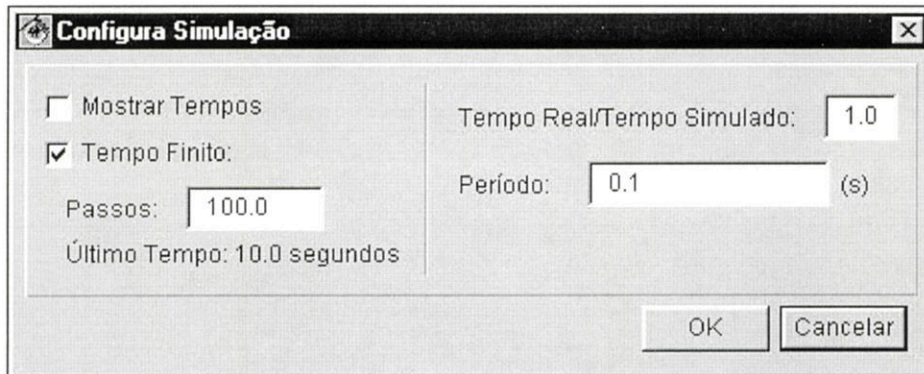 Configura Simulação
Mostrar Tempos
Tempo Finito:
Passos: 100.0
Último Tempo: 10.0 segundos
Tempo Real/Tempo Simulado: 1.0
Período: 0.1 (s)
OK
Cancelar